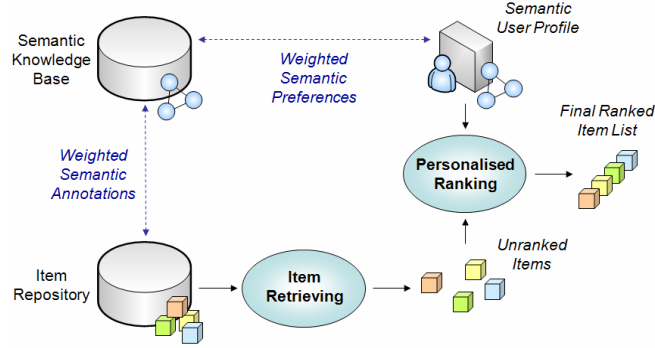 Semantic
Knowledge
Base
Weighted
Semantic
Preferences
Semantic
User Profile
Weighted
Semantic
Annotations
Personalised
Ranking
Final Ranked
Item List
Item
Repository
Item
Retrieving
Unranked
Items